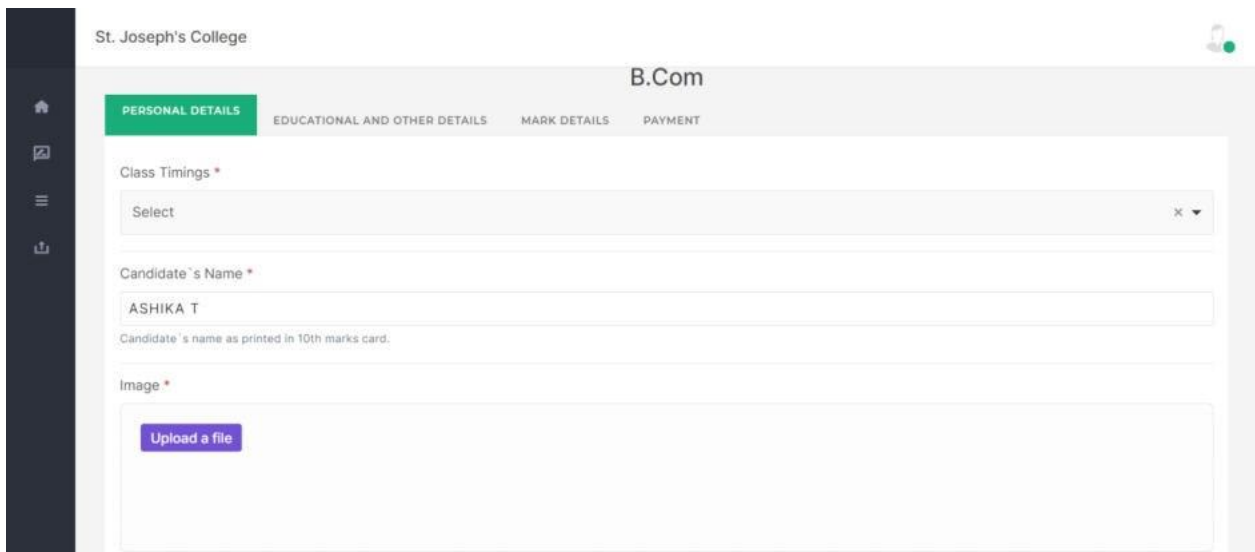 St. Joseph's College
B.Com
PERSONAL DETAILS EDUCATIONAL AND OTHER DETAILS MARK DETAILS PAYMENT
Class Timings *
Select
Candidate`s Name *
ASHIKA T
Candidate`s name as printed in 10th marks card.
Image *
Upload a file